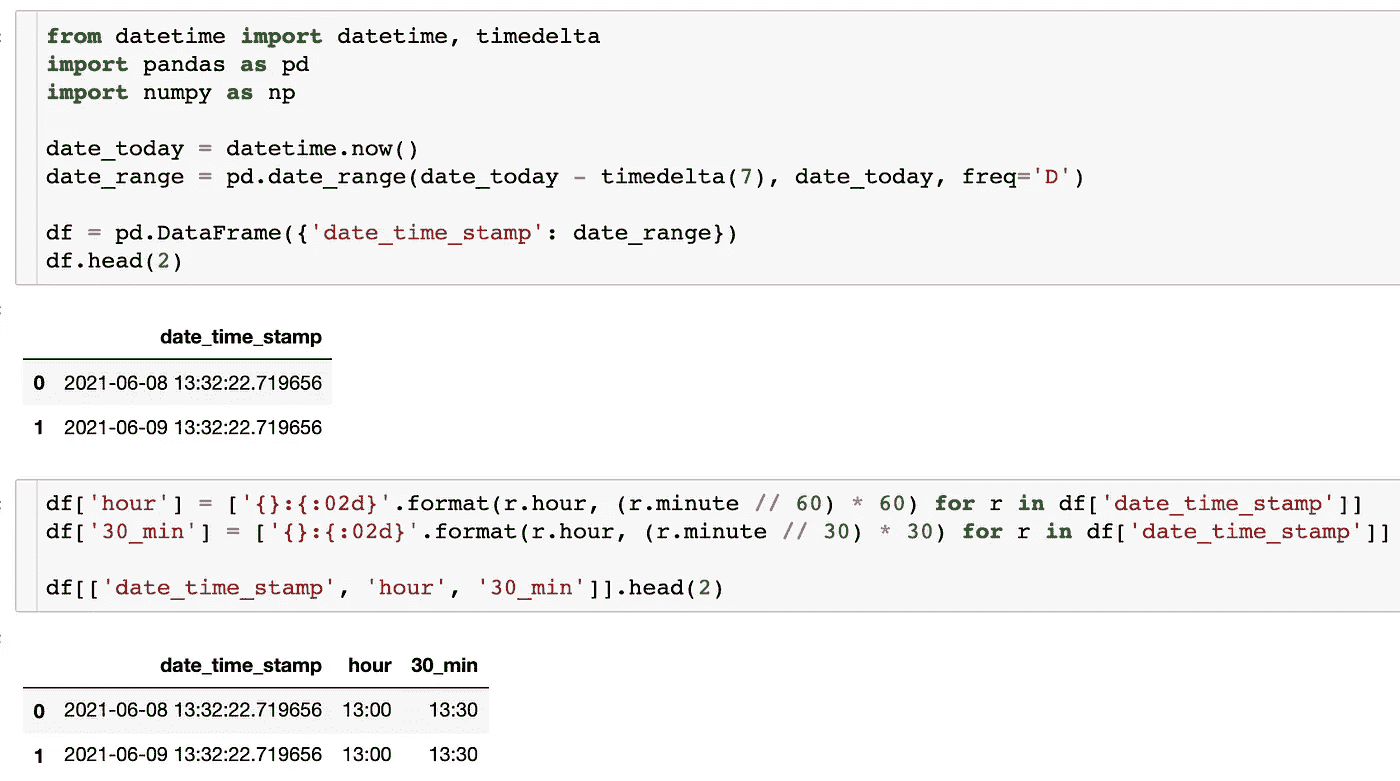 from datetime import datetime, timedelta
import pandas as pd
import numpy as np
date_today = datetime.now()
date_range = pd.date_range(date_today - timedelta(7), date_today, freq='D')
df = pd.DataFrame({'date_time_stamp': date_range})
df.head(2)
date_time_stamp
0 2021-06-08 13:32:22.719656
1 2021-06-09 13:32:22.719656
df['hour'] = ['{}:{:02d}'.format(r.hour, (r.minute // 60) * 60) for r in df['date_time_stamp']]
df['30_min'] = ['{}:{:02d}'.format(r.hour, (r.minute // 30) * 30) for r in df['date_time_stamp']]
df[['date_time_stamp', 'hour', '30_min']].head(2)
date_time_stamp hour 30_min
0 2021-06-08 13:32:22.719656 13:00 13:30
1 2021-06-09 13:32:22.719656 13:00 13:30